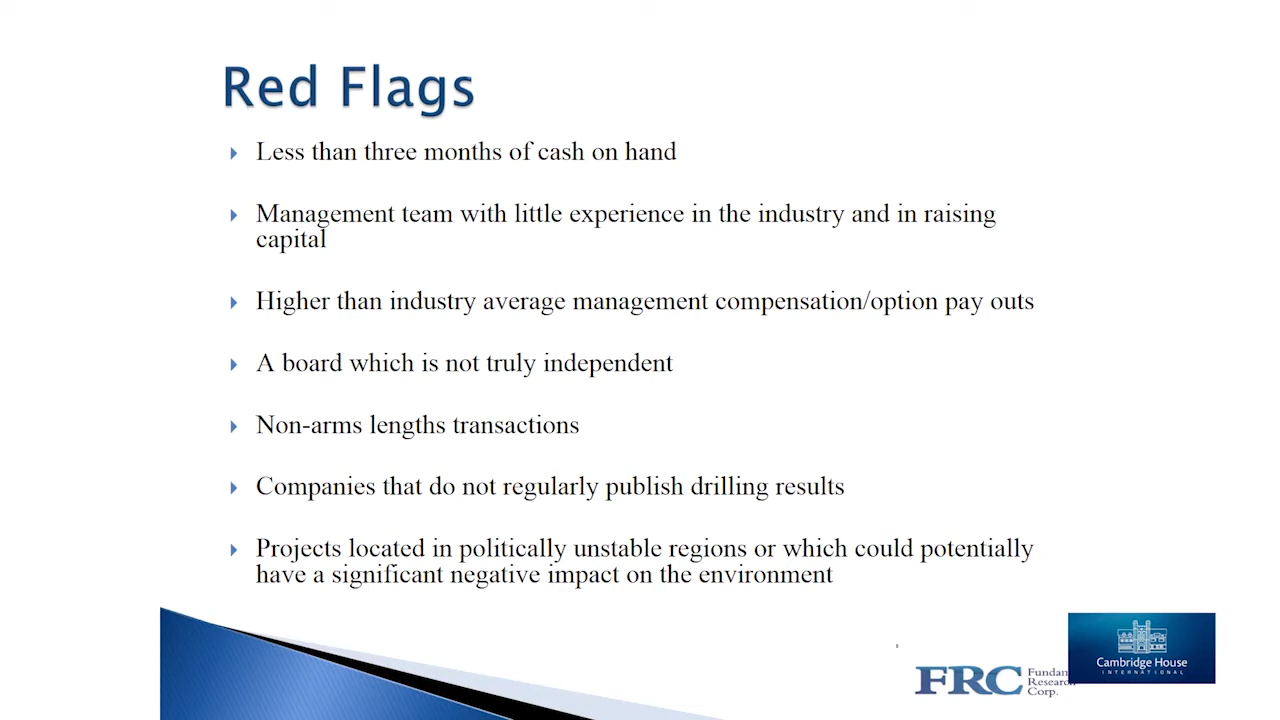 Red Flags
Less than three months of cash on hand
Management team with little experience in the industry and in raising
capital
Higher than industry average management compensation/option pay outs
A board which is not truly independent
Non-arms lengths transactions
Companies that do not regularly publish drilling results
Projects located in politically unstable regions or which could potentially
have a significant negative impact on the environment
FRC
Research
Corp.
Cambridge House
INTERNATIONAL